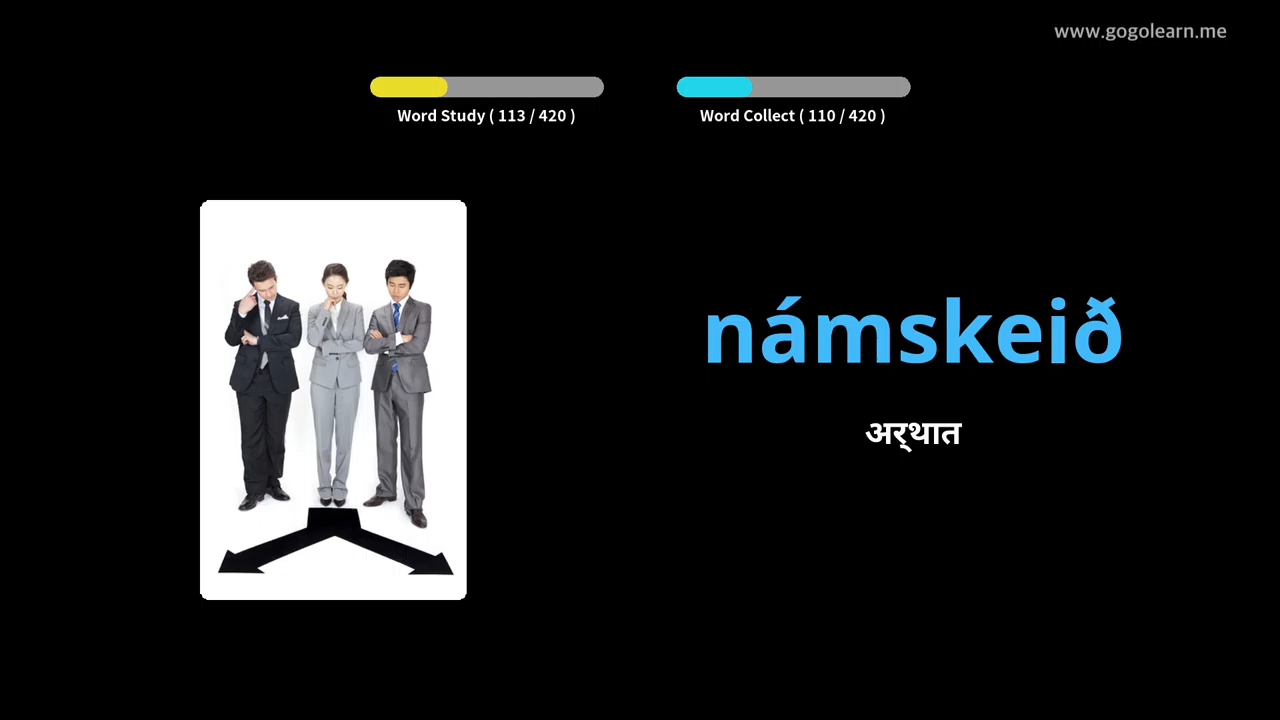 www.gogolearn.me
Word Study ( 113 / 420 )
Word Collect ( 110 / 420 )
námskeið
अर्थात